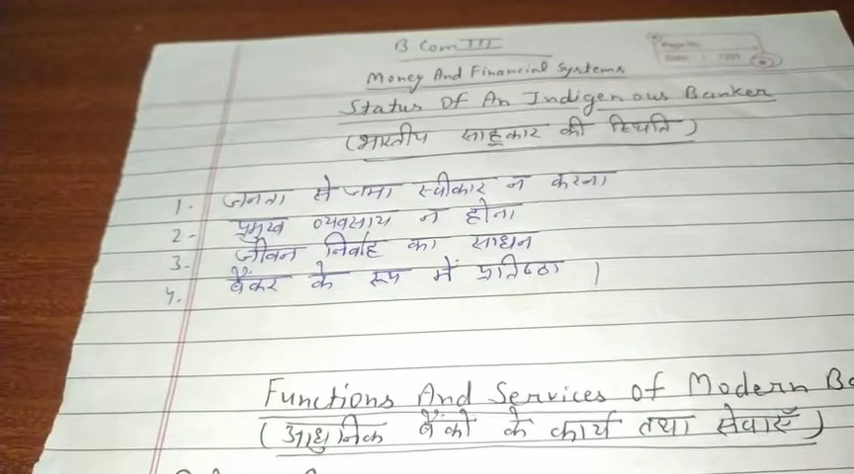 B Com III
Money And Financial Systems
Status Of An Indigenous Banker
(भारतीय साहूकार की स्थिति)
1. जनता से जमा स्वीकार न करना
2- प्रमुख व्यवसाय न होना
3- जीवन निर्वाह का साधन
4. बैंकर के रूप में प्रतिष्ठा |
Functions And Services of Modern Ba
(आधुनिक बैंकों के कार्य तथा सेवाएँ)